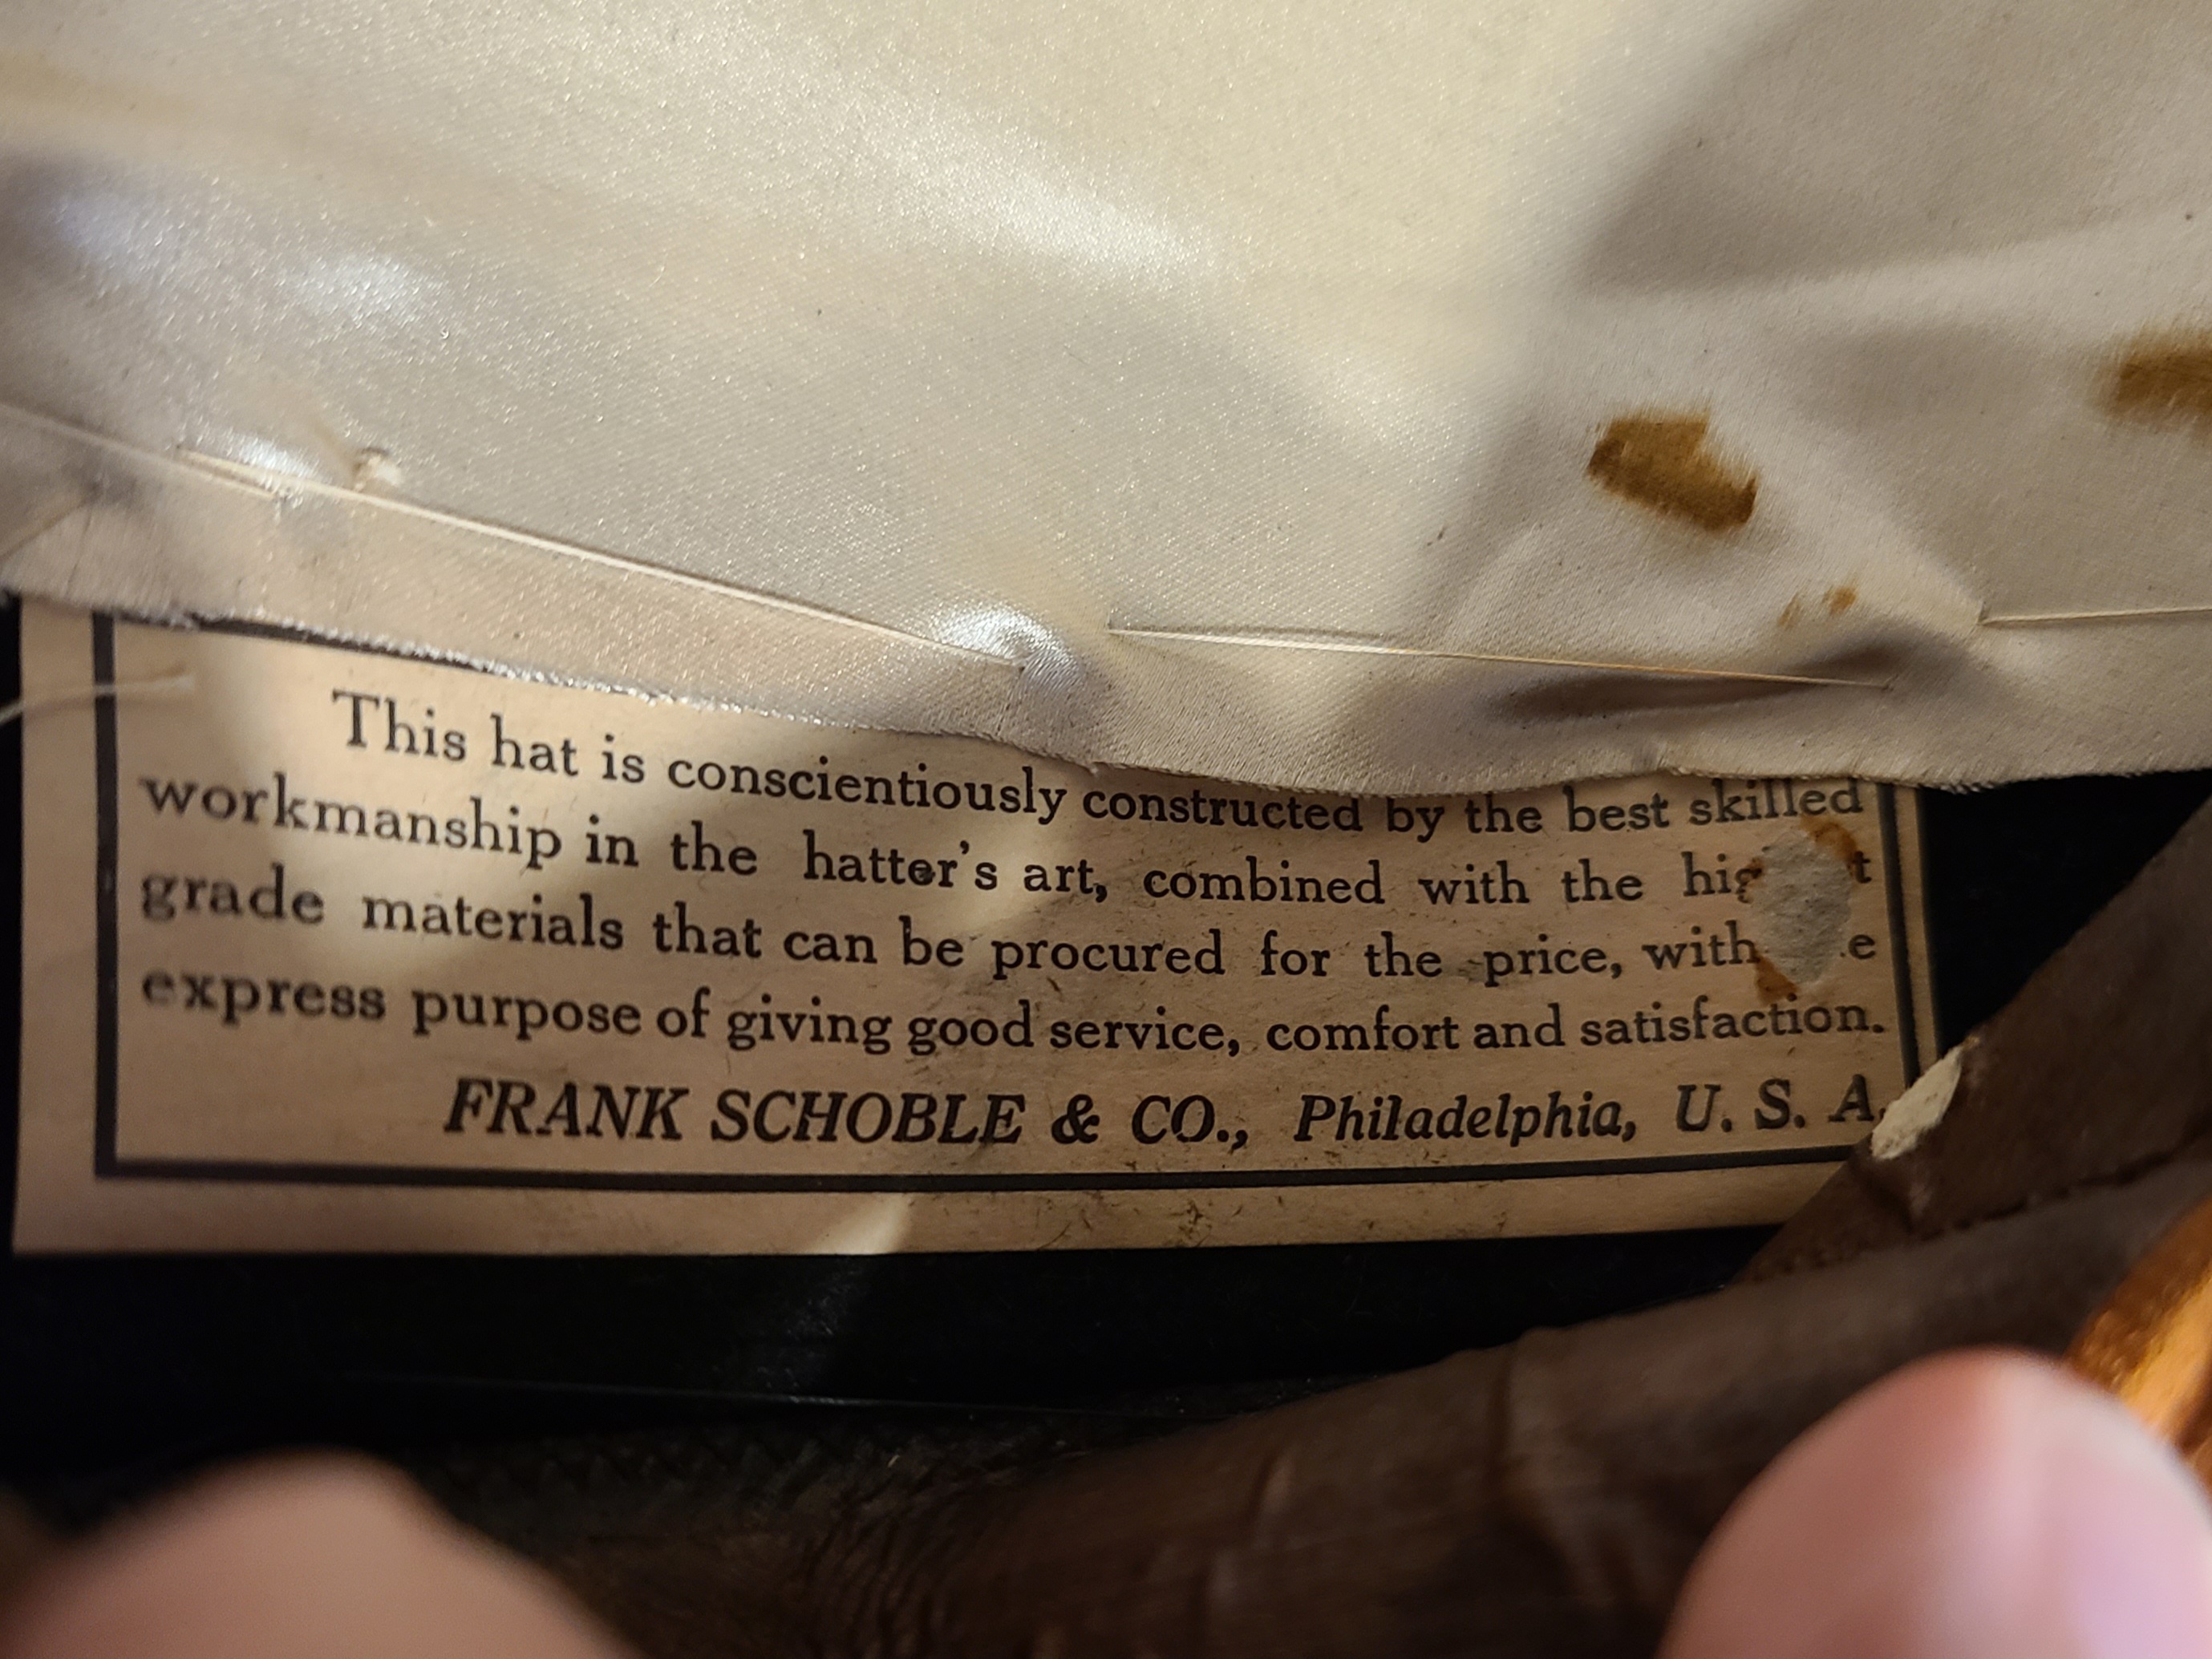 This hat is conscientiously constructed by the best skilled
workmanship in the hatter's art, combined with the
grade materials that can be procured for the price, with
express purpose of giving good service, comfort and satisfaction.
FRANK SCHOBLE & CO., Philadelphia, U. S. A.